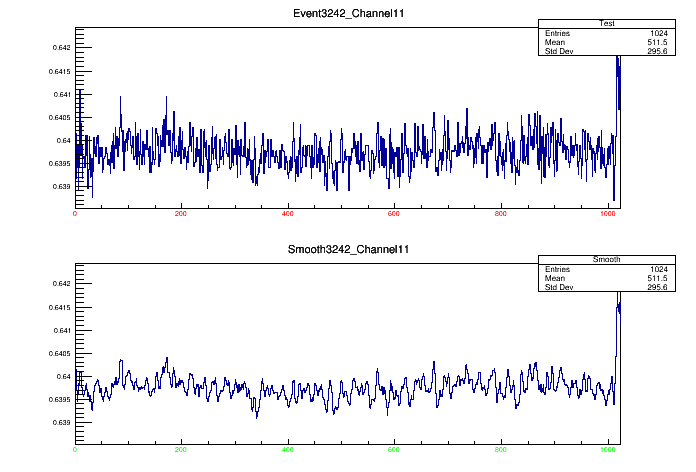 Event3242_Channel11
Test
Entries 1024
Mean 511.5
Std Dev 295.6
0.642
0.6415
0.641
0.6405
0.64
0.6395
0.639
0 200 400 600 800 1000
Smooth3242_Channel11
Smooth
Entries 1024
Mean 511.5
Std Dev 295.6
0.642
0.6415
0.641
0.6405
0.64
0.6395
0.639
0 200 400 600 800 1000